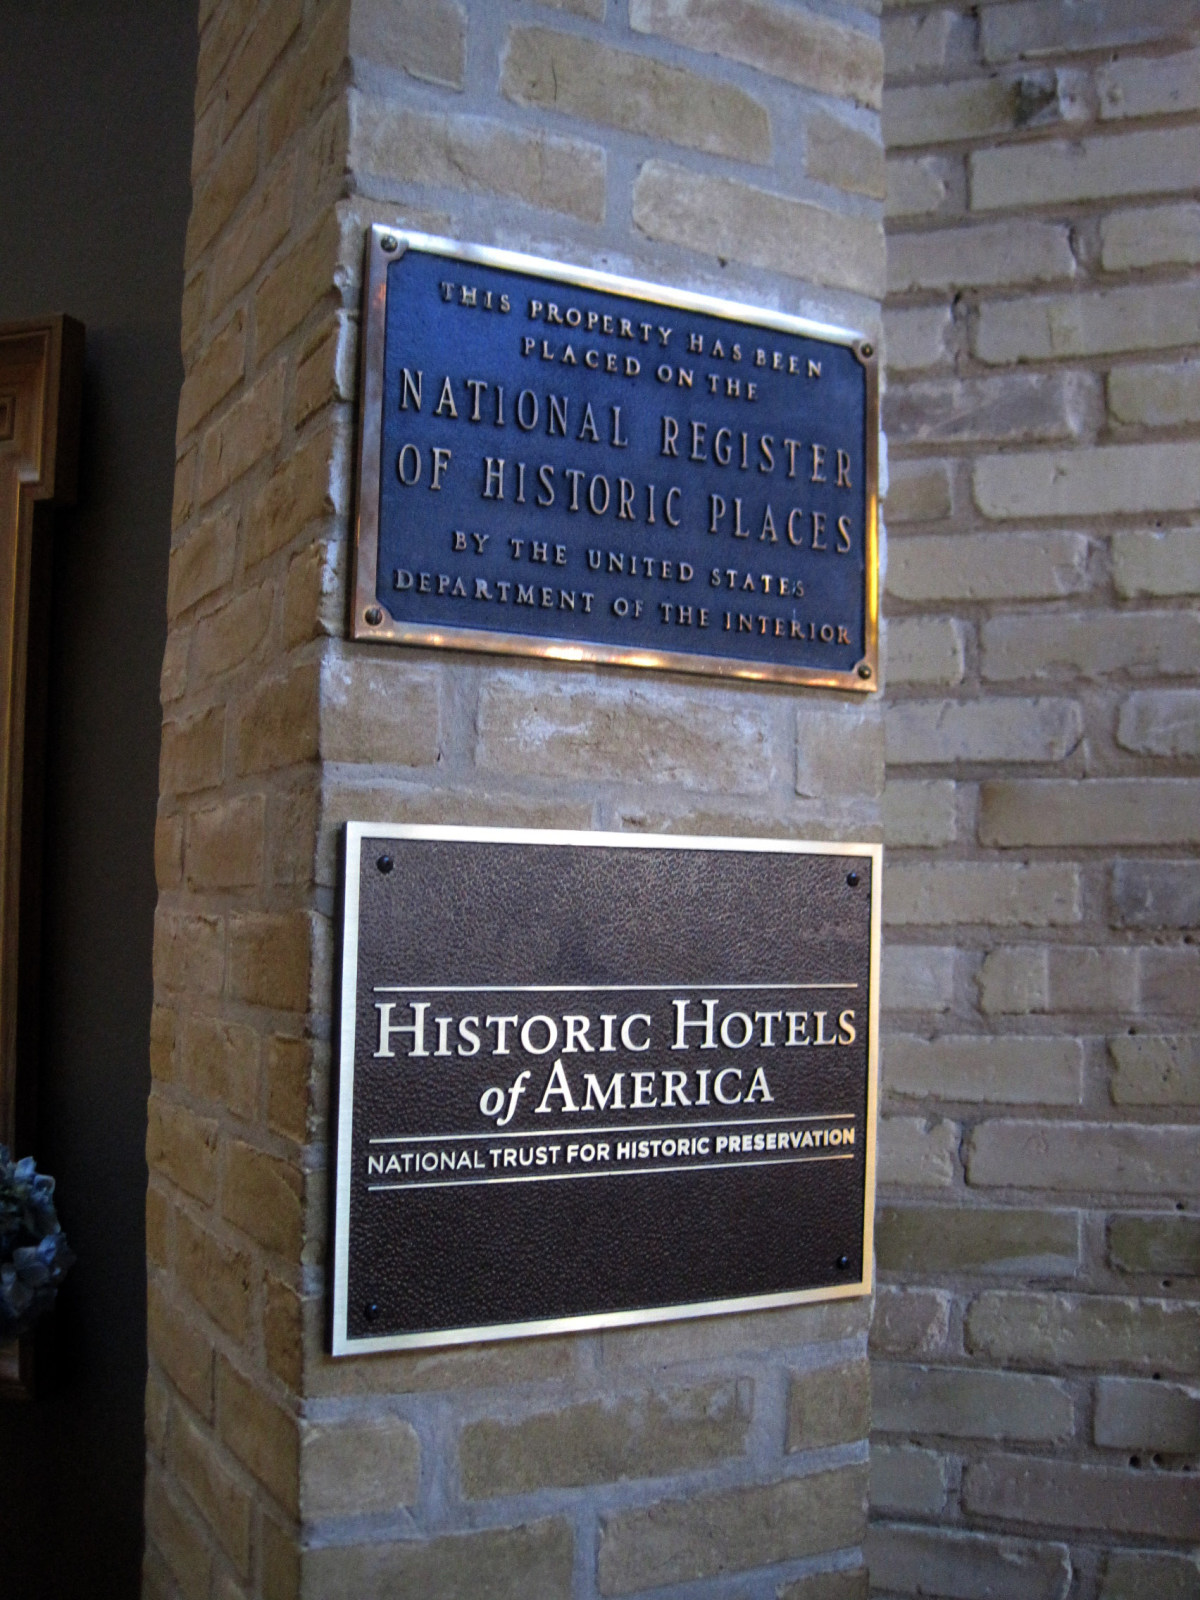 THIS PROPERTY HAS BEEN
PLACED ON THE
NATIONAL REGISTER
OF HISTORIC PLACES
BY THE UNITED STATES
DEPARTMENT OF THE INTERIOR
HISTORIC HOTELS
of AMERICA
NATIONAL TRUST FOR HISTORIC PRESERVATION